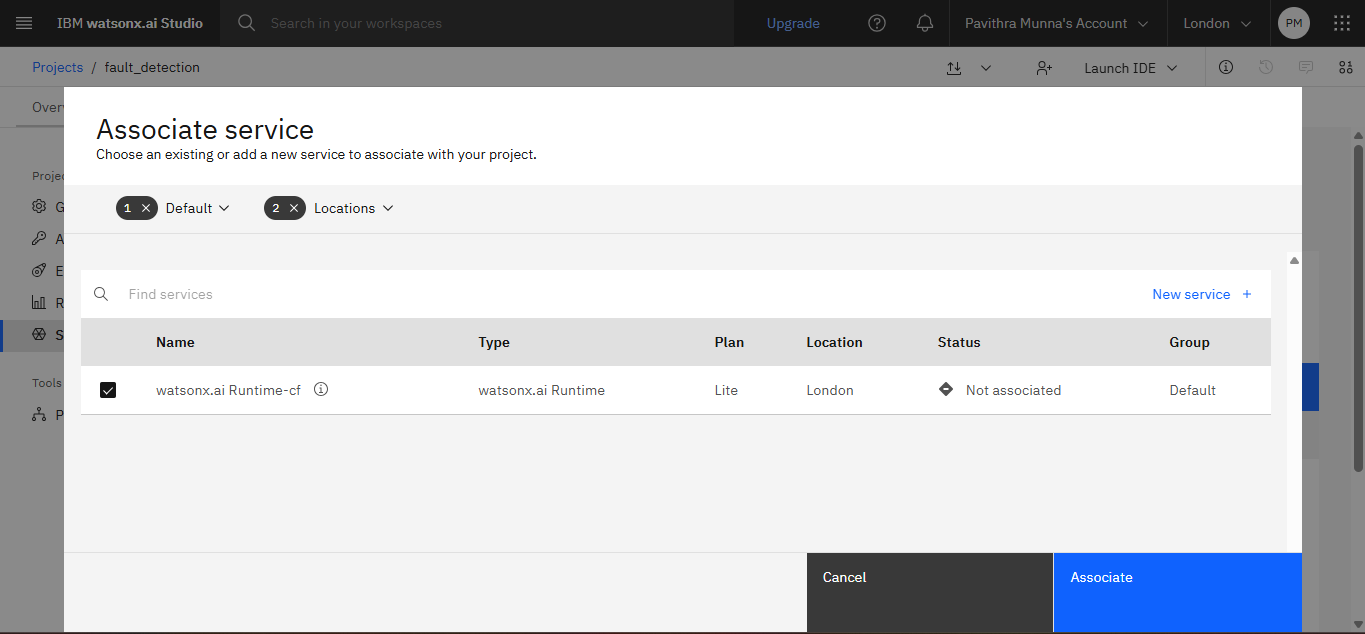 IBM watsonx.ai Studio
Search in your workspaces
Upgrade
Pavithra Munna's Account
London
PM
Projects / fault_detection
Launch IDE
Over
Associate service
Choose an existing or add a new service to associate with your project.
Projec
1 Default
2 Locations
G
A
E
R
S
Tools
P
Find services
New service +
Name Type Plan Location Status Group
watsonx.ai Runtime-cf watsonx.ai Runtime Lite London Not associated Default
Cancel
Associate